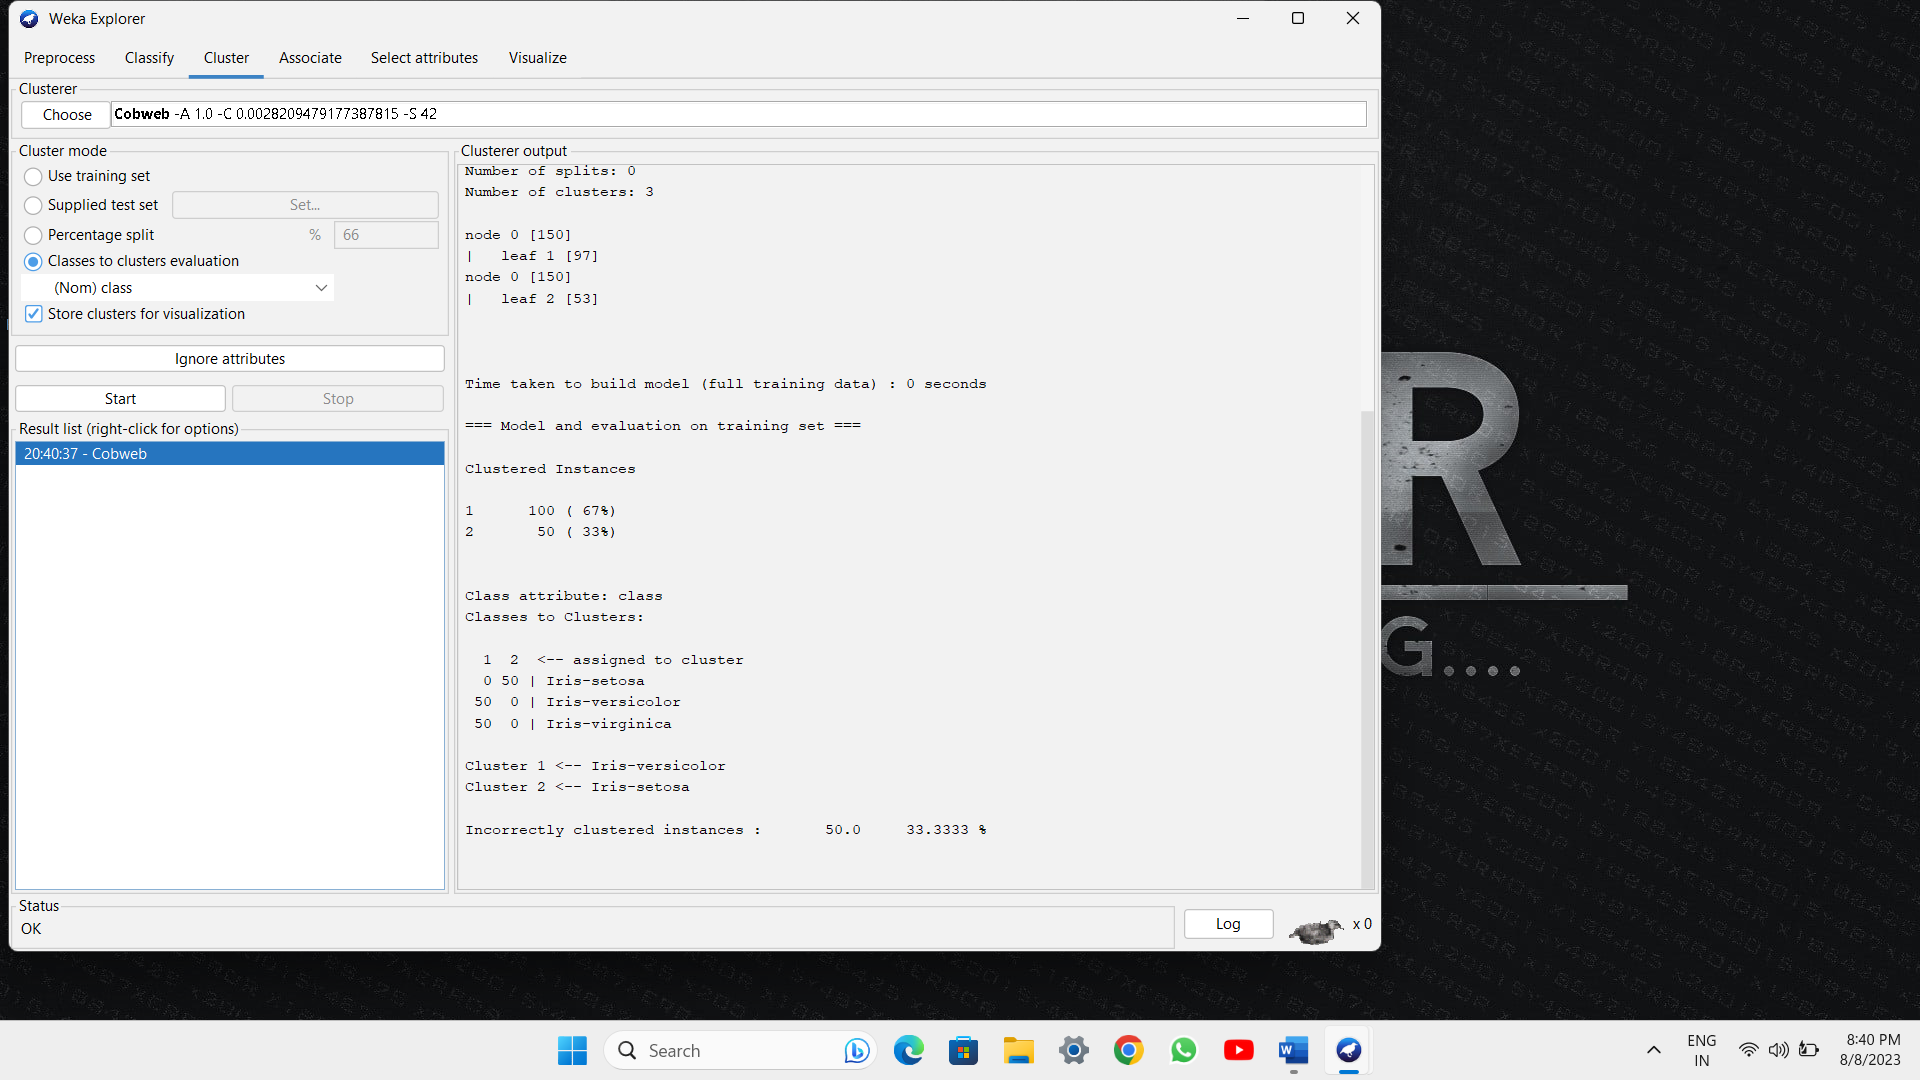 Weka Explorer
Preprocess Classify Cluster Associate Select attributes Visualize
Clusterer
Choose Cobweb -A 1.0 -C 0.0028209479177387815 -S 42
Cluster mode
Use training set
Supplied test set Set...
Percentage split % 66
Classes to clusters evaluation
(Nom) class
Store clusters for visualization
Ignore attributes
Start Stop
Result list (right-click for options)
20:40:37 - Cobweb
Clusterer output
Number of splits: 0
Number of clusters: 3
node 0 [150]
|   leaf 1 [97]
node 0 [150]
|   leaf 2 [53]
Time taken to build model (full training data) : 0 seconds
=== Model and evaluation on training set ===
Clustered Instances
1      100 ( 67%)
2       50 ( 33%)
Class attribute: class
Classes to Clusters:
  1  2  <-- assigned to cluster
  0 50 | Iris-setosa
 50  0 | Iris-versicolor
 50  0 | Iris-virginica
Cluster 1 <-- Iris-versicolor
Cluster 2 <-- Iris-setosa
Incorrectly clustered instances :       50.0     33.3333 %
Status
OK
Log
x 0
R
G....
Search
W
ENG
IN
8:40 PM
8/8/2023